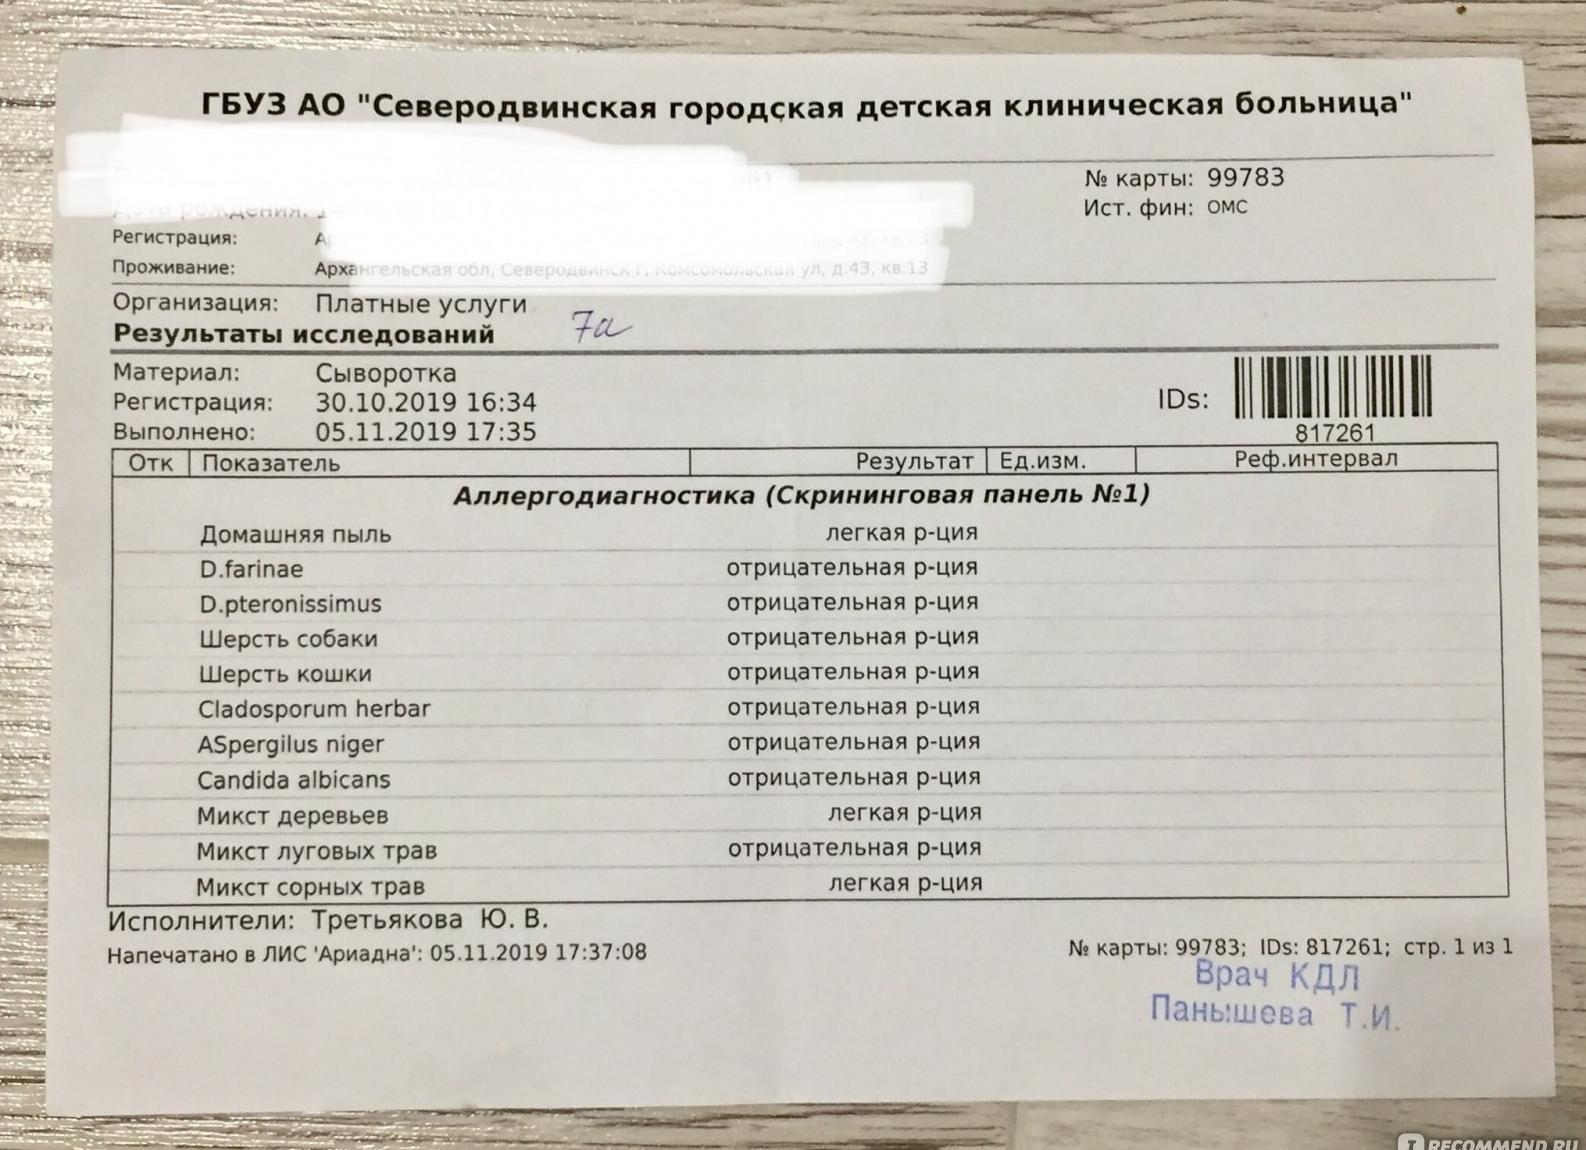 ГБУЗ АО "Северодвинская городская детская клиническая больница"
№ карты: 99783
Дата рождения:
Ист. фин: ОМС
Регистрация:
Проживание: Архангельская обл, Северодвинск г, Комсомольская ул, д.43, кв.13
Организация: Платные услуги
Результаты исследований 7а
Материал: Сыворотка
Регистрация: 30.10.2019 16:34
IDs:
Выполнено: 05.11.2019 17:35
817261
Отк Показатель Результат Ед.изм. Реф.интервал
Аллергодиагностика (Скрининговая панель №1)
Домашняя пыль легкая р-ция
D.farinae отрицательная р-ция
D.pteronissimus отрицательная р-ция
Шерсть собаки отрицательная р-ция
Шерсть кошки отрицательная р-ция
Cladosporum herbar отрицательная р-ция
ASpergilus niger отрицательная р-ция
Candida albicans отрицательная р-ция
Микст деревьев легкая р-ция
Микст луговых трав отрицательная р-ция
Микст сорных трав легкая р-ция
Исполнители: Третьякова Ю. В.
Напечатано в ЛИС 'Ариадна': 05.11.2019 17:37:08
№ карты: 99783; IDs: 817261; стр. 1 из 1
Врач КДЛ
Панышева Т.И.
RECOMMEND.RU